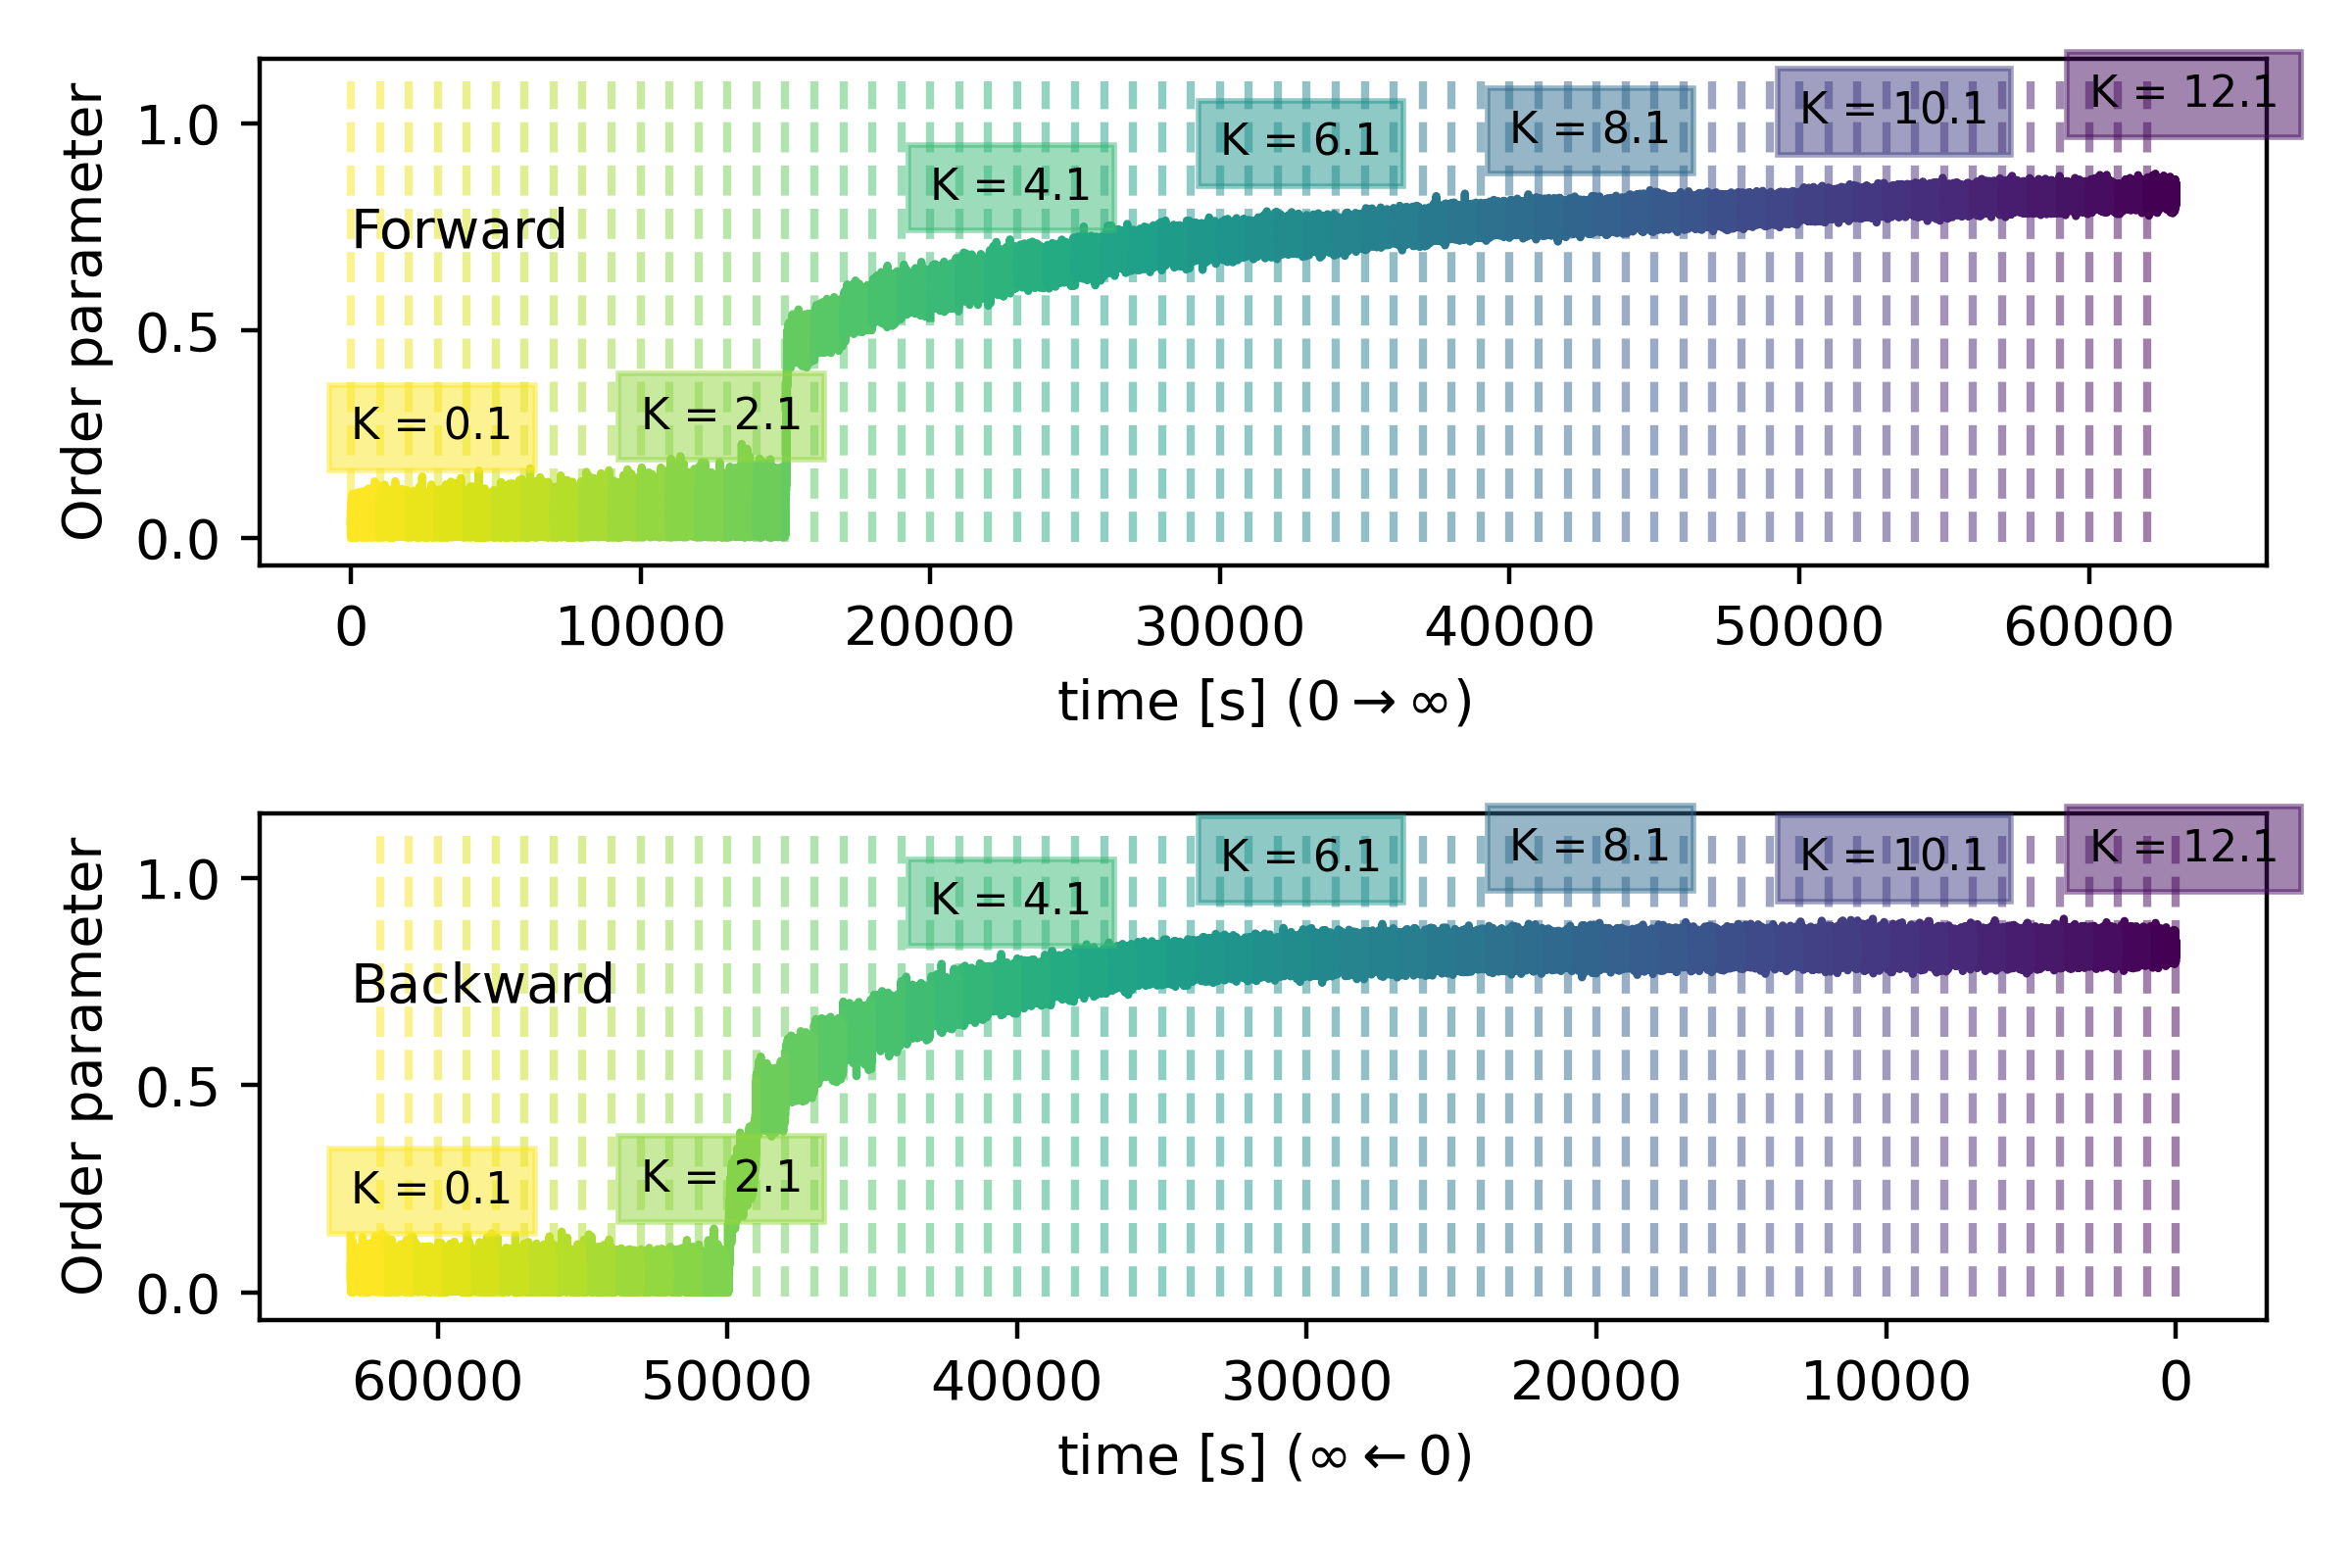 Order parameter
1.0
0.5
0.0
Forward
K = 0.1
K = 2.1
K = 4.1
K = 6.1
K = 8.1
K = 10.1
K = 12.1
0 10000 20000 30000 40000 50000 60000
time [s] (0 → ∞)
Order parameter
1.0
0.5
0.0
Backward
K = 0.1
K = 2.1
K = 4.1
K = 6.1
K = 8.1
K = 10.1
K = 12.1
60000 50000 40000 30000 20000 10000 0
time [s] (∞ ← 0)